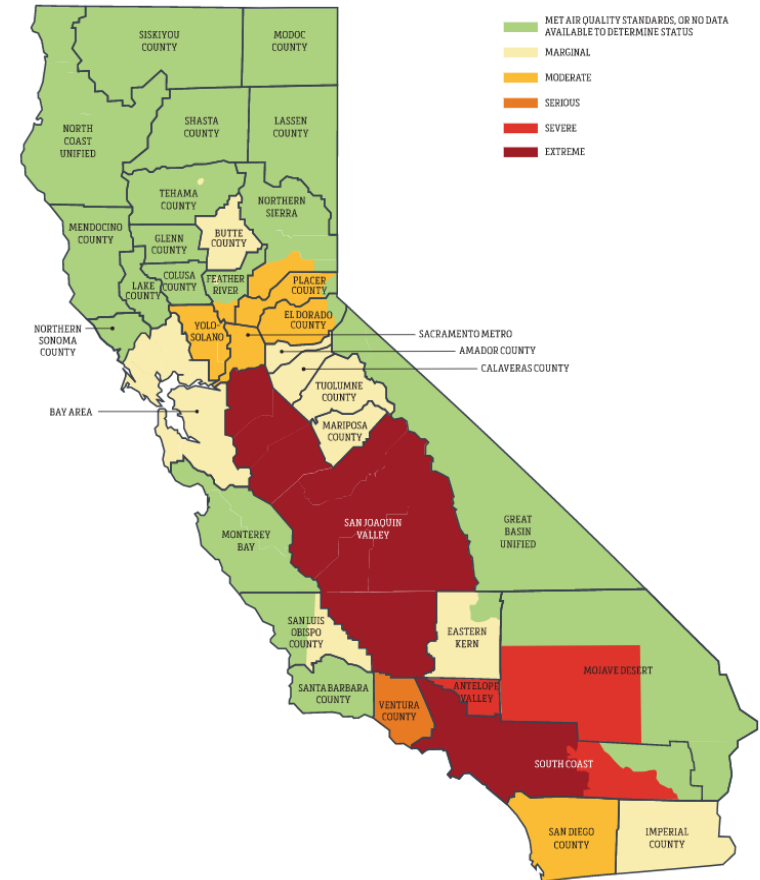 MET AIR QUALITY STANDARDS, OR NO DATA
AVAILABLE TO DETERMINE STATUS
MARGINAL
MODERATE
SERIOUS
SEVERE
EXTREME
SISKIYOU
COUNTY
MODOC
COUNTY
NORTH
COAST
UNIFIED
SHASTA
COUNTY
LASSEN
COUNTY
TEHAMA
COUNTY
NORTHERN
SIERRA
MENDOCINO
COUNTY
GLENN
COUNTY
BUTTE
COUNTY
LAKE
COUNTY
COLUSA
COUNTY
FEATHER
RIVER
PLACER
COUNTY
EL DORADO
COUNTY
YOLO-
SOLANO
NORTHERN
SONOMA
COUNTY
SACRAMENTO METRO
AMADOR COUNTY
CALAVERAS COUNTY
TUOLUMNE
COUNTY
BAY AREA
MARIPOSA
COUNTY
MONTEREY
BAY
SAN JOAQUIN
VALLEY
GREAT
BASIN
UNIFIED
SAN LUIS
OBISPO
COUNTY
EASTERN
KERN
MOJAVE DESERT
SANTA BARBARA
COUNTY
VENTURA
COUNTY
ANTELOPE
VALLEY
SOUTH COAST
SAN DIEGO
COUNTY
IMPERIAL
COUNTY